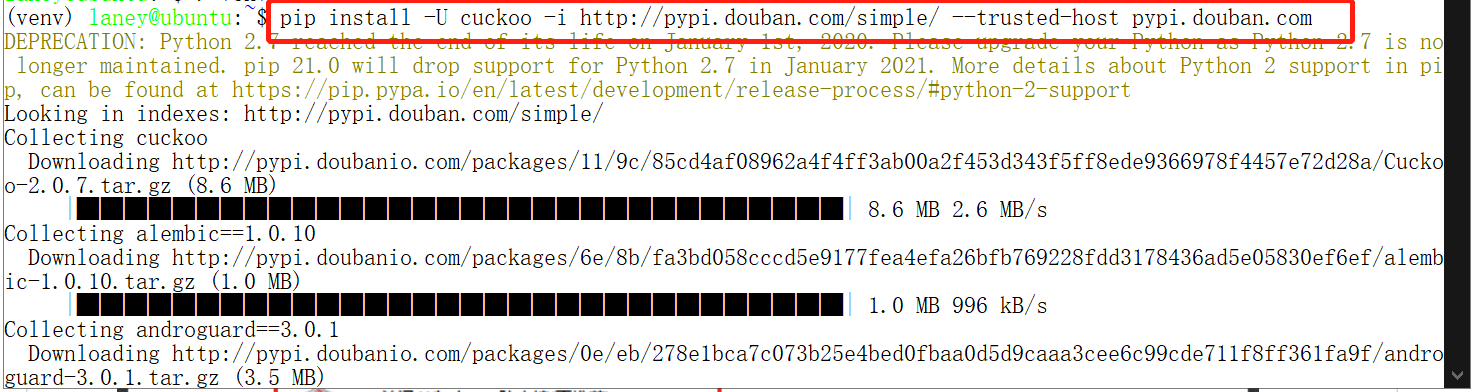 (venv) laney@ubuntu:~$ pip install -U cuckoo -i http://pypi.douban.com/simple/ --trusted-host pypi.douban.com
DEPRECATION: Python 2.7 reached the end of its life on January 1st, 2020. Please upgrade your Python as Python 2.7 is no
longer maintained. pip 21.0 will drop support for Python 2.7 in January 2021. More details about Python 2 support in pi
p, can be found at https://pip.pypa.io/en/latest/development/release-process/#python-2-support
Looking in indexes: http://pypi.douban.com/simple/
Collecting cuckoo
Downloading http://pypi.doubanio.com/packages/11/9c/85cd4af08962a4f4ff3ab00a2f453d343f5ff8ede9366978f4457e72d28a/Cucko
o-2.0.7.tar.gz (8.6 MB)
8.6 MB 2.6 MB/s
Collecting alembic==1.0.10
Downloading http://pypi.doubanio.com/packages/6e/8b/fa3bd058cccd5e9177fea4efa26bfb769228fdd3178436ad5e05830ef6ef/alemb
ic-1.0.10.tar.gz (1.0 MB)
1.0 MB 996 kB/s
Collecting androguard==3.0.1
Downloading http://pypi.doubanio.com/packages/0e/eb/278e1bca7c073b25e4bed0fbaa0d5d9caaa3cee6c99cde711f8ff361fa9f/andro
guard-3.0.1.tar.gz (3.5 MB)